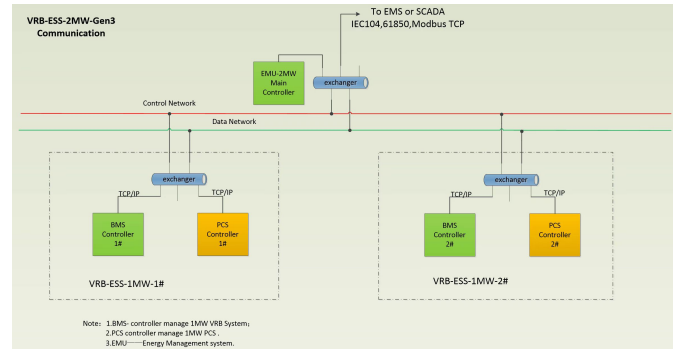 VRB-ESS-2MW-Gen3
Communication
To EMS or SCADA
IEC104,61850,Modbus TCP
EMU-2MW
Main
Controller
exchanger
Control Network
Data Network
exchanger
TCP/IP
TCP/IP
BMS
Controller
1#
PCS
Controller
1#
VRB-ESS-1MW-1#
exchanger
TCP/IP
TCP/IP
BMS
Controller
2#
PCS
Controller
2#
VRB-ESS-1MW-2#
Note: 1.BMS- controller manage 1MW VRB System;
2.PCS controller manage 1MW PCS .
3.EMU——Energy Management system.